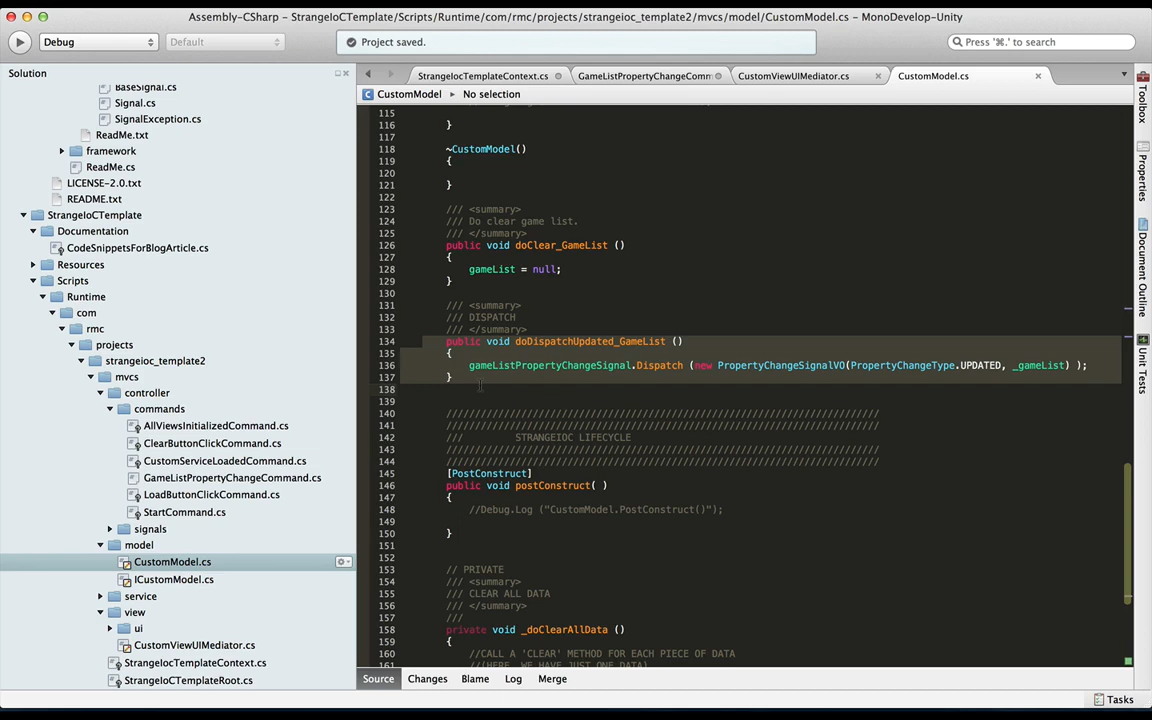 Assembly-CSharp – StrangeIoCTemplate/Scripts/Runtime/com/rmc/projects/strangeioc_template2/mvcs/model/CustomModel.cs – MonoDevelop-Unity
Debug
Default
Project saved.
Press '⌘.' to search
Solution
StrangeIocTemplateContext.cs
GameListPropertyChangeComm
CustomViewUIMediator.cs
CustomModel.cs
CustomModel ▸ No selection
BaseSignal.cs
Signal.cs
SignalException.cs
ReadMe.txt
framework
ReadMe.cs
LICENSE-2.0.txt
README.txt
StrangeIoCTemplate
Documentation
CodeSnippetsForBlogArticle.cs
Resources
Scripts
Runtime
com
rmc
projects
strangeioc_template2
mvcs
controller
commands
AllViewsInitializedCommand.cs
ClearButtonClickCommand.cs
CustomServiceLoadedCommand.cs
GameListPropertyChangeCommand.cs
LoadButtonClickCommand.cs
StartCommand.cs
signals
model
CustomModel.cs
ICustomModel.cs
service
view
ui
CustomViewUIMediator.cs
StrangeIocTemplateContext.cs
StrangeIoCTemplateRoot.cs
115
116 }
117
118 ~CustomModel()
119 {
120
121 }
122
123 /// <summary>
124 /// Do clear game list.
125 /// </summary>
126 public void doClear_GameList ()
127 {
128 gameList = null;
129 }
130
131 /// <summary>
132 /// DISPATCH
133 /// </summary>
134 public void doDispatchUpdated_GameList ()
135 {
136 gameListPropertyChangeSignal.Dispatch (new PropertyChangeSignalVO(PropertyChangeType.UPDATED, _gameList) );
137 }
138
139
140 //////////////////////////////////////////////////////////////////////////
141 //////////////////////////////////////////////////////////////////////////
142 /// STRANGEIOC LIFECYCLE
143 //////////////////////////////////////////////////////////////////////////
144 //////////////////////////////////////////////////////////////////////////
145 [PostConstruct]
146 public void postConstruct( )
147 {
148 //Debug.Log ("CustomModel.PostConstruct()");
149
150 }
151
152
153 // PRIVATE
154 /// <summary>
155 /// CLEAR ALL DATA
156 /// </summary>
157 ///
158 private void _doClearAllData ()
159 {
160 //CALL A 'CLEAR' METHOD FOR EACH PIECE OF DATA
161 //(HERE, WE HAVE JUST ONE DATA)
Toolbox
Properties
Document Outline
Unit Tests
Source
Changes
Blame
Log
Merge
Tasks